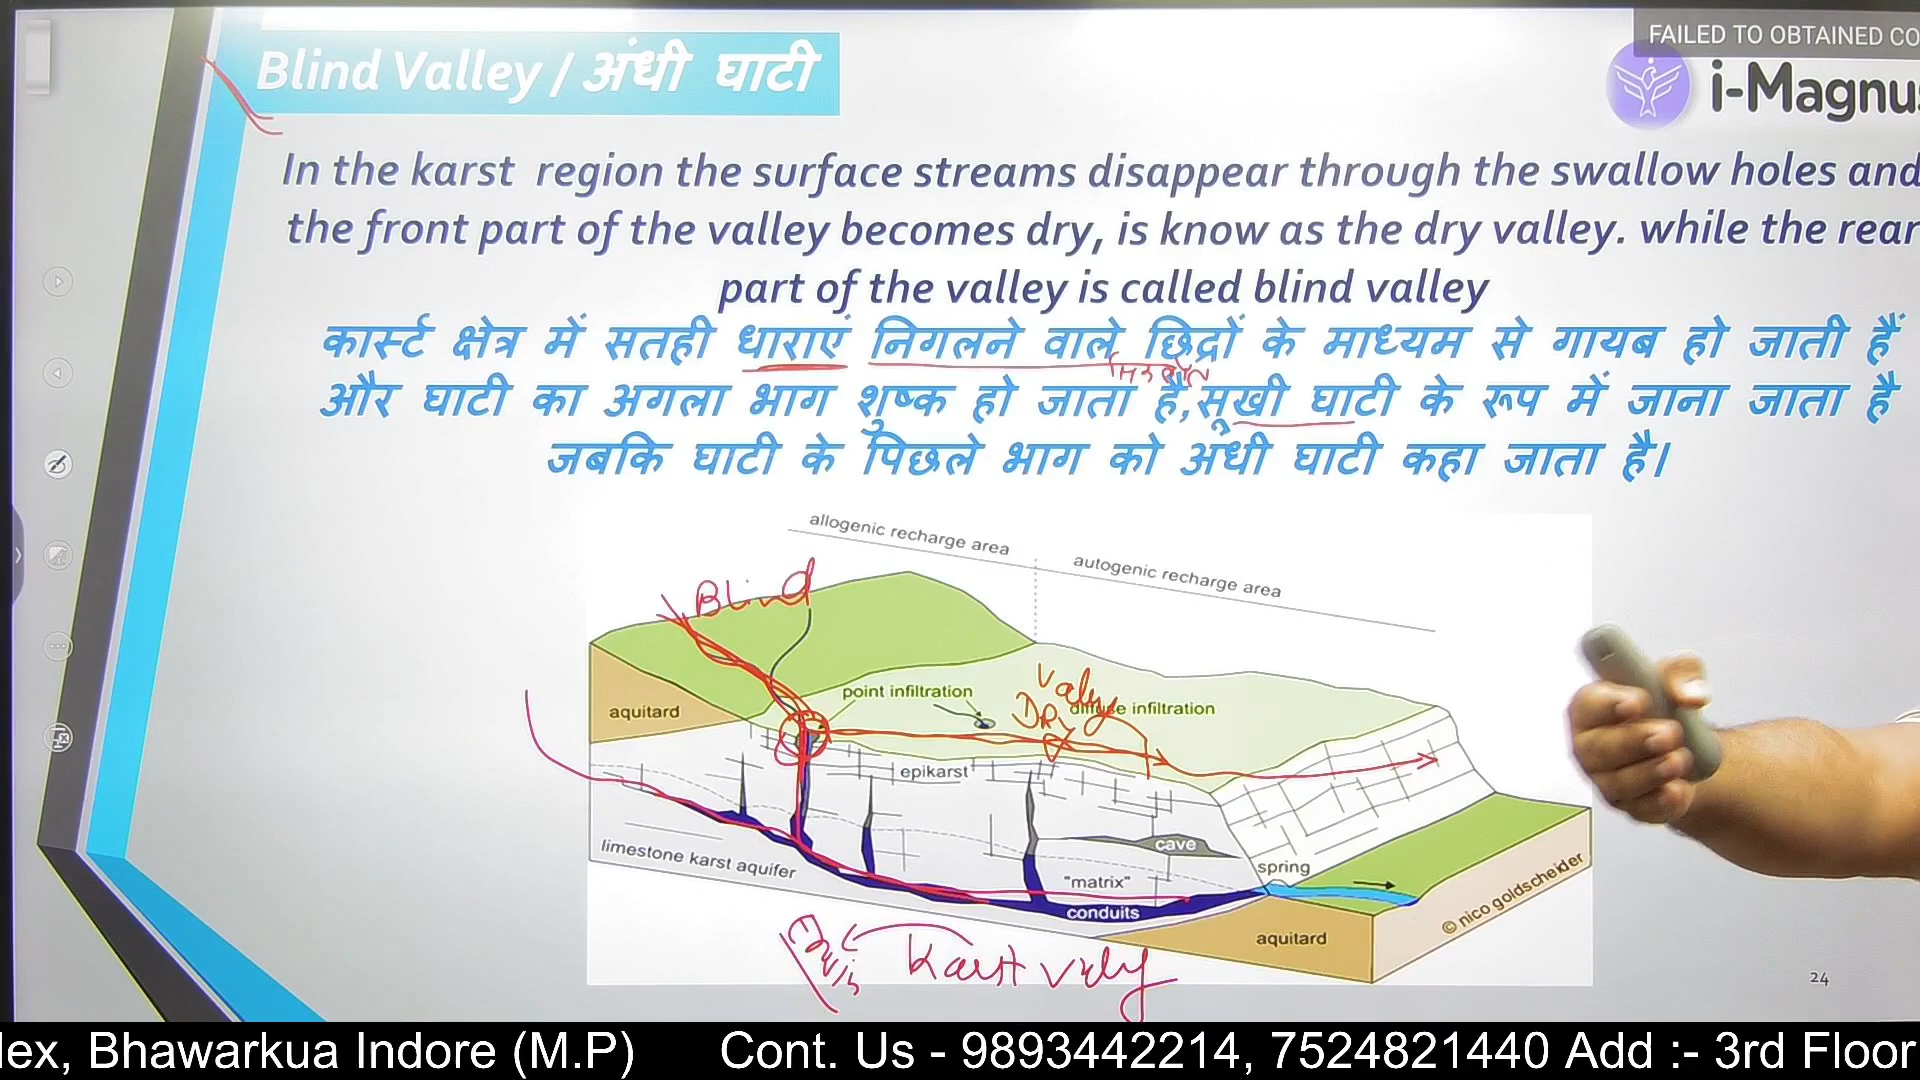 FAILED TO OBTAINED CO
Blind Valley / अंधी घाटी
i-Magnus
In the karst region the surface streams disappear through the swallow holes and
the front part of the valley becomes dry, is know as the dry valley. while the rear
part of the valley is called blind valley
कार्स्ट क्षेत्र में सतही धाराएं निगलने वाले छिद्रों के माध्यम से गायब हो जाती हैं
और घाटी का अगला भाग शुष्क हो जाता है,सूखी घाटी के रूप में जाना जाता है
जबकि घाटी के पिछले भाग को अंधी घाटी कहा जाता है।
allogenic recharge area
autogenic recharge area
Blind
point infiltration
Valey
DRY
diffuse infiltration
aquitard
epikarst
cave
limestone karst aquifer
"matrix"
spring
conduits
aquitard
© nico goldscheider
Karst
24
lex, Bhawarkua Indore (M.P) Cont. Us - 9893442214, 7524821440 Add :- 3rd Floor